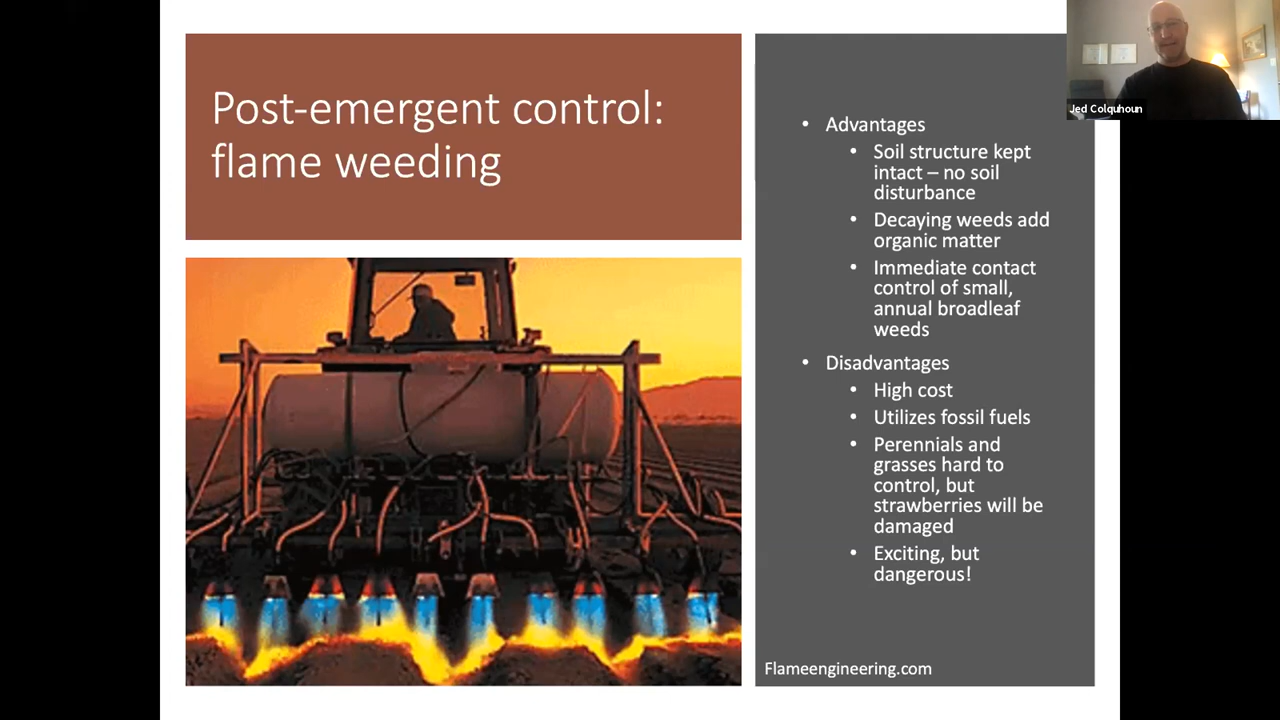 Post-emergent control:
flame weeding
• Advantages
• Soil structure kept
intact – no soil
disturbance
• Decaying weeds add
organic matter
• Immediate contact
control of small,
annual broadleaf
weeds
• Disadvantages
• High cost
• Utilizes fossil fuels
• Perennials and
grasses hard to
control, but
strawberries will be
damaged
• Exciting, but
dangerous!
Flameengineering.com
Jed Colquhoun